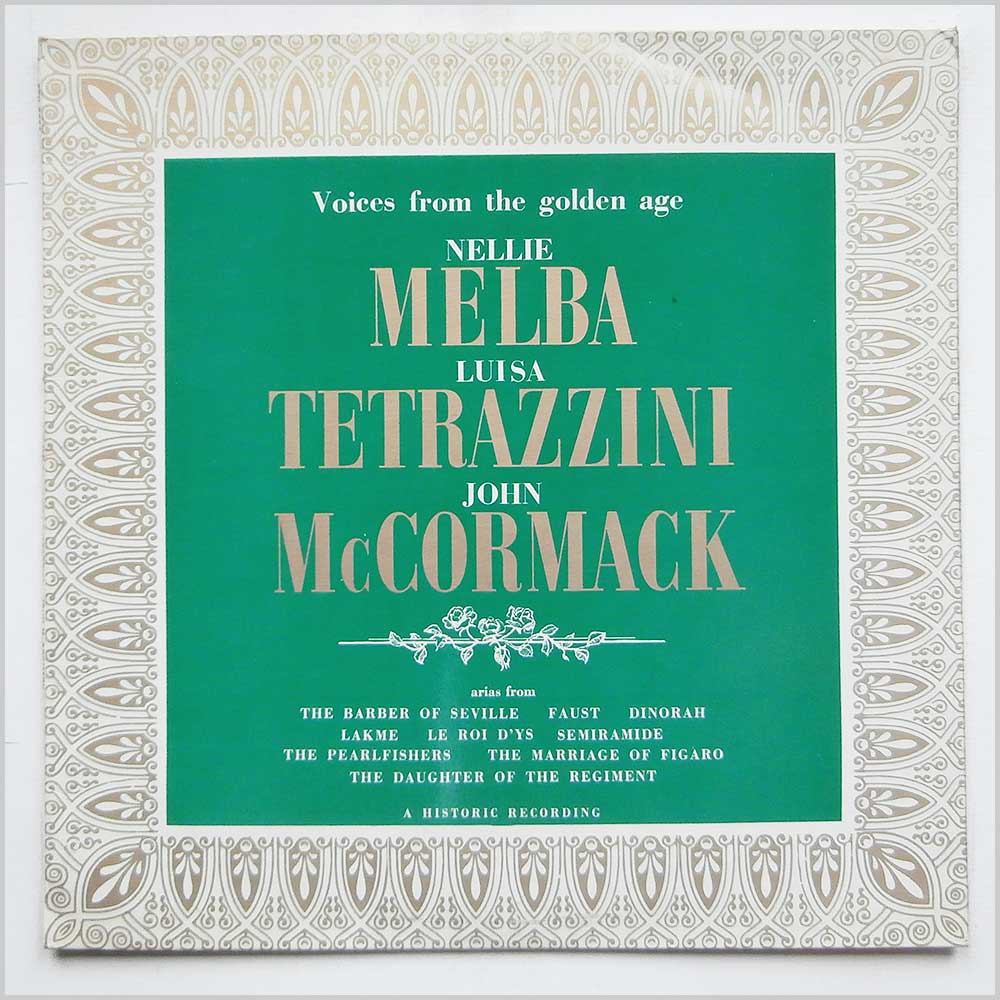 Voices from the golden age
NELLIE
MELBA
LUISA
TETRAZZINI
JOHN
McCORMACK
arias from
THE BARBER OF SEVILLE FAUST DINORAH
LAKME LE ROI D'YS SEMIRAMIDE
THE PEARLFISHERS THE MARRIAGE OF FIGARO
THE DAUGHTER OF THE REGIMENT
A HISTORIC RECORDING